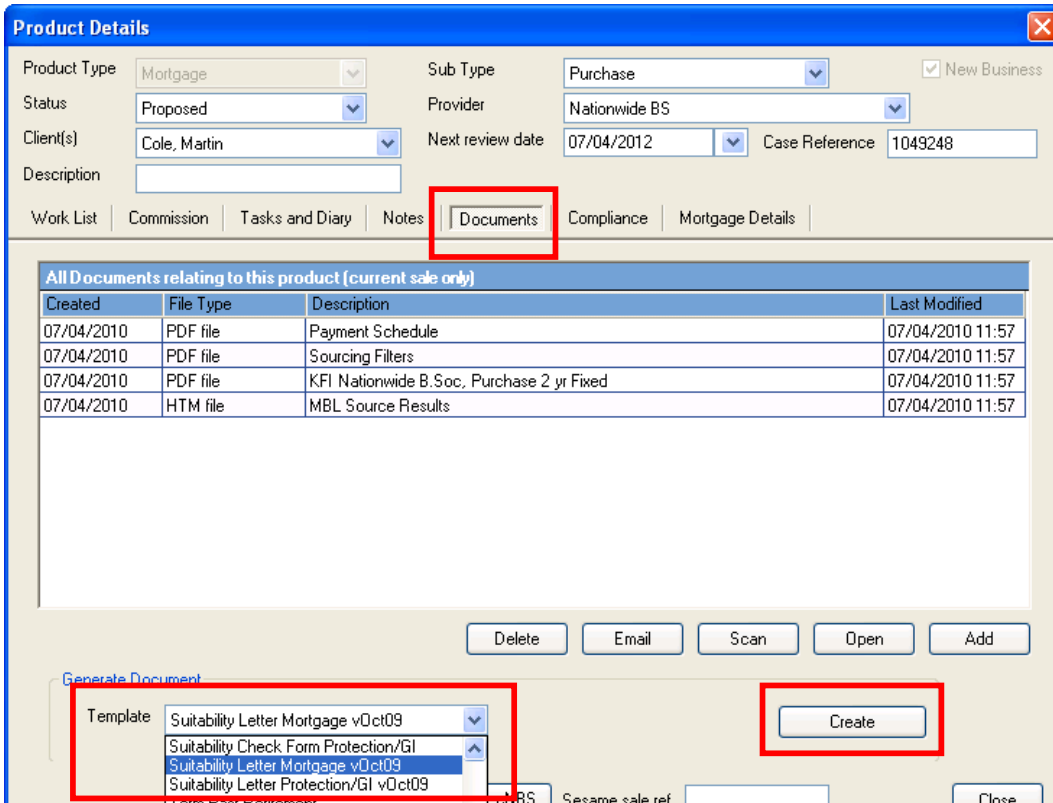 Product Details
Product Type Mortgage Sub Type Purchase New Business
Status Proposed Provider Nationwide BS
Client(s) Cole, Martin Next review date 07/04/2012 Case Reference 1049248
Description
Work List Commission Tasks and Diary Notes Documents Compliance Mortgage Details
All Documents relating to this product (current sale only)
Created File Type Description Last Modified
07/04/2010 PDF file Payment Schedule 07/04/2010 11:57
07/04/2010 PDF file Sourcing Filters 07/04/2010 11:57
07/04/2010 PDF file KFI Nationwide B.Soc, Purchase 2 yr Fixed 07/04/2010 11:57
07/04/2010 HTM file MBL Source Results 07/04/2010 11:57
Delete Email Scan Open Add
Generate Document
Template Suitability Letter Mortgage vOct09 Create
Suitability Check Form Protection/GI
Suitability Letter Mortgage vOct09
Suitability Letter Protection/GI vOct09
Sesame sale ref Close